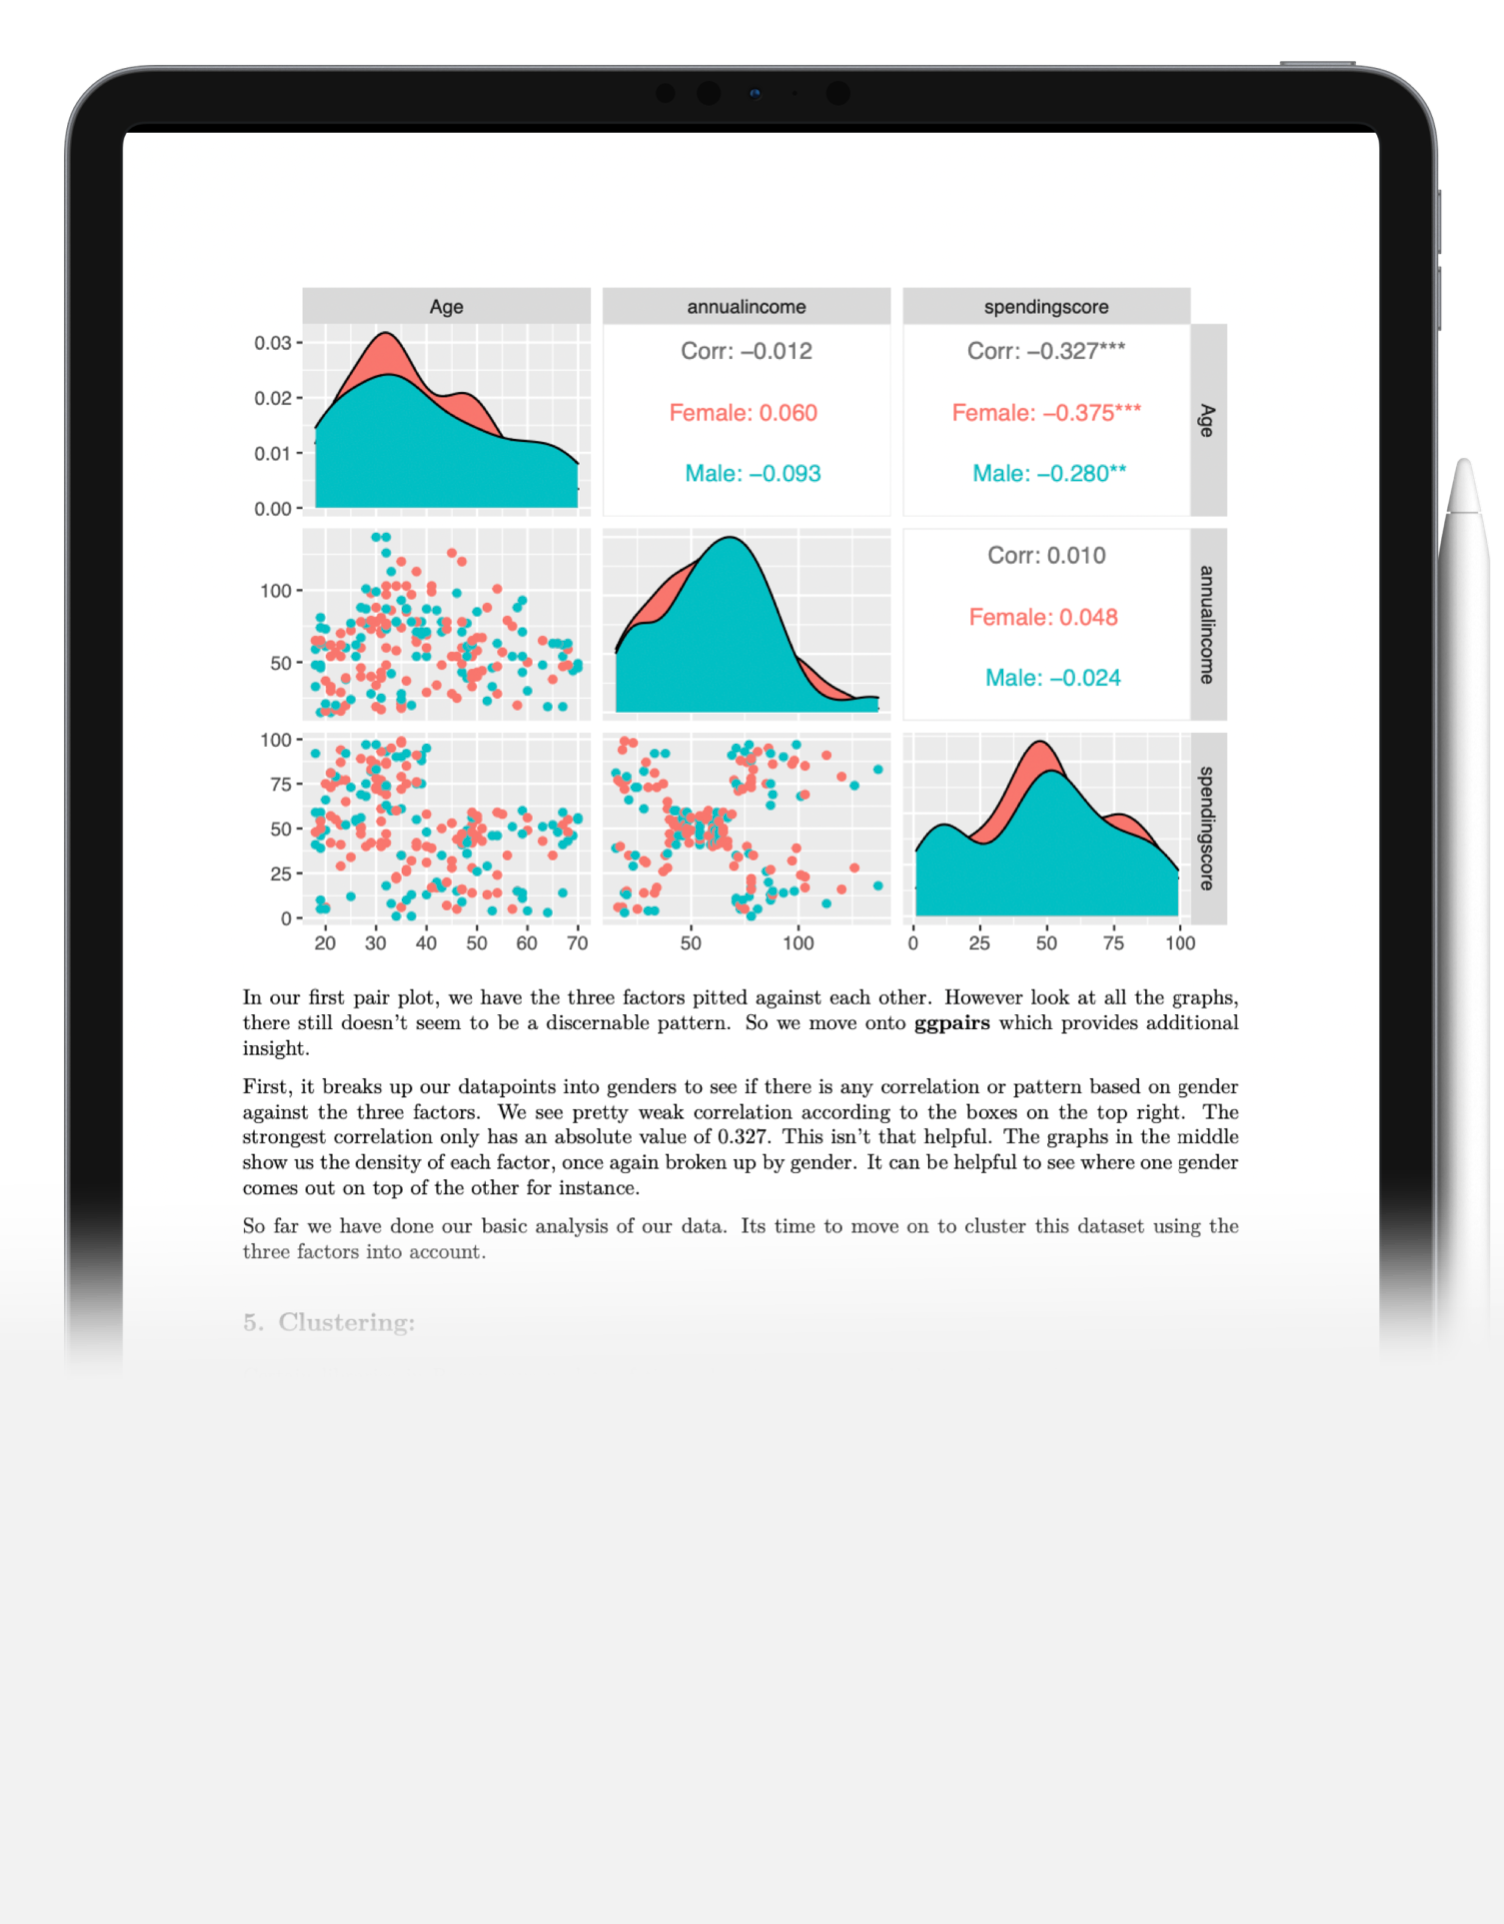 Age annualincome spendingscore
0.03
0.02
0.01
0.00
Corr: −0.012
Female: 0.060
Male: −0.093
Corr: −0.327***
Female: −0.375***
Male: −0.280**
Age
100
50
Corr: 0.010
Female: 0.048
Male: −0.024
annualincome
100
75
50
25
0
spendingscore
20 30 40 50 60 70
50 100
0 25 50 75 100
In our first pair plot, we have the three factors pitted against each other. However look at all the graphs,
there still doesn't seem to be a discernable pattern. So we move onto ggpairs which provides additional
insight.
First, it breaks up our datapoints into genders to see if there is any correlation or pattern based on gender
against the three factors. We see pretty weak correlation according to the boxes on the top right. The
strongest correlation only has an absolute value of 0.327. This isn't that helpful. The graphs in the middle
show us the density of each factor, once again broken up by gender. It can be helpful to see where one gender
comes out on top of the other for instance.
So far we have done our basic analysis of our data. Its time to move on to cluster this dataset using the
three factors into account.
5. Clustering: